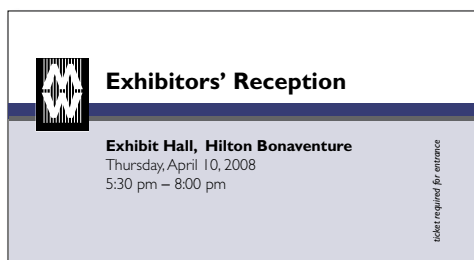 Exhibitors’ Reception
Exhibit Hall, Hilton Bonaventure
Thursday, April 10, 2008
5:30 pm – 8:00 pm
ticket required for entrance